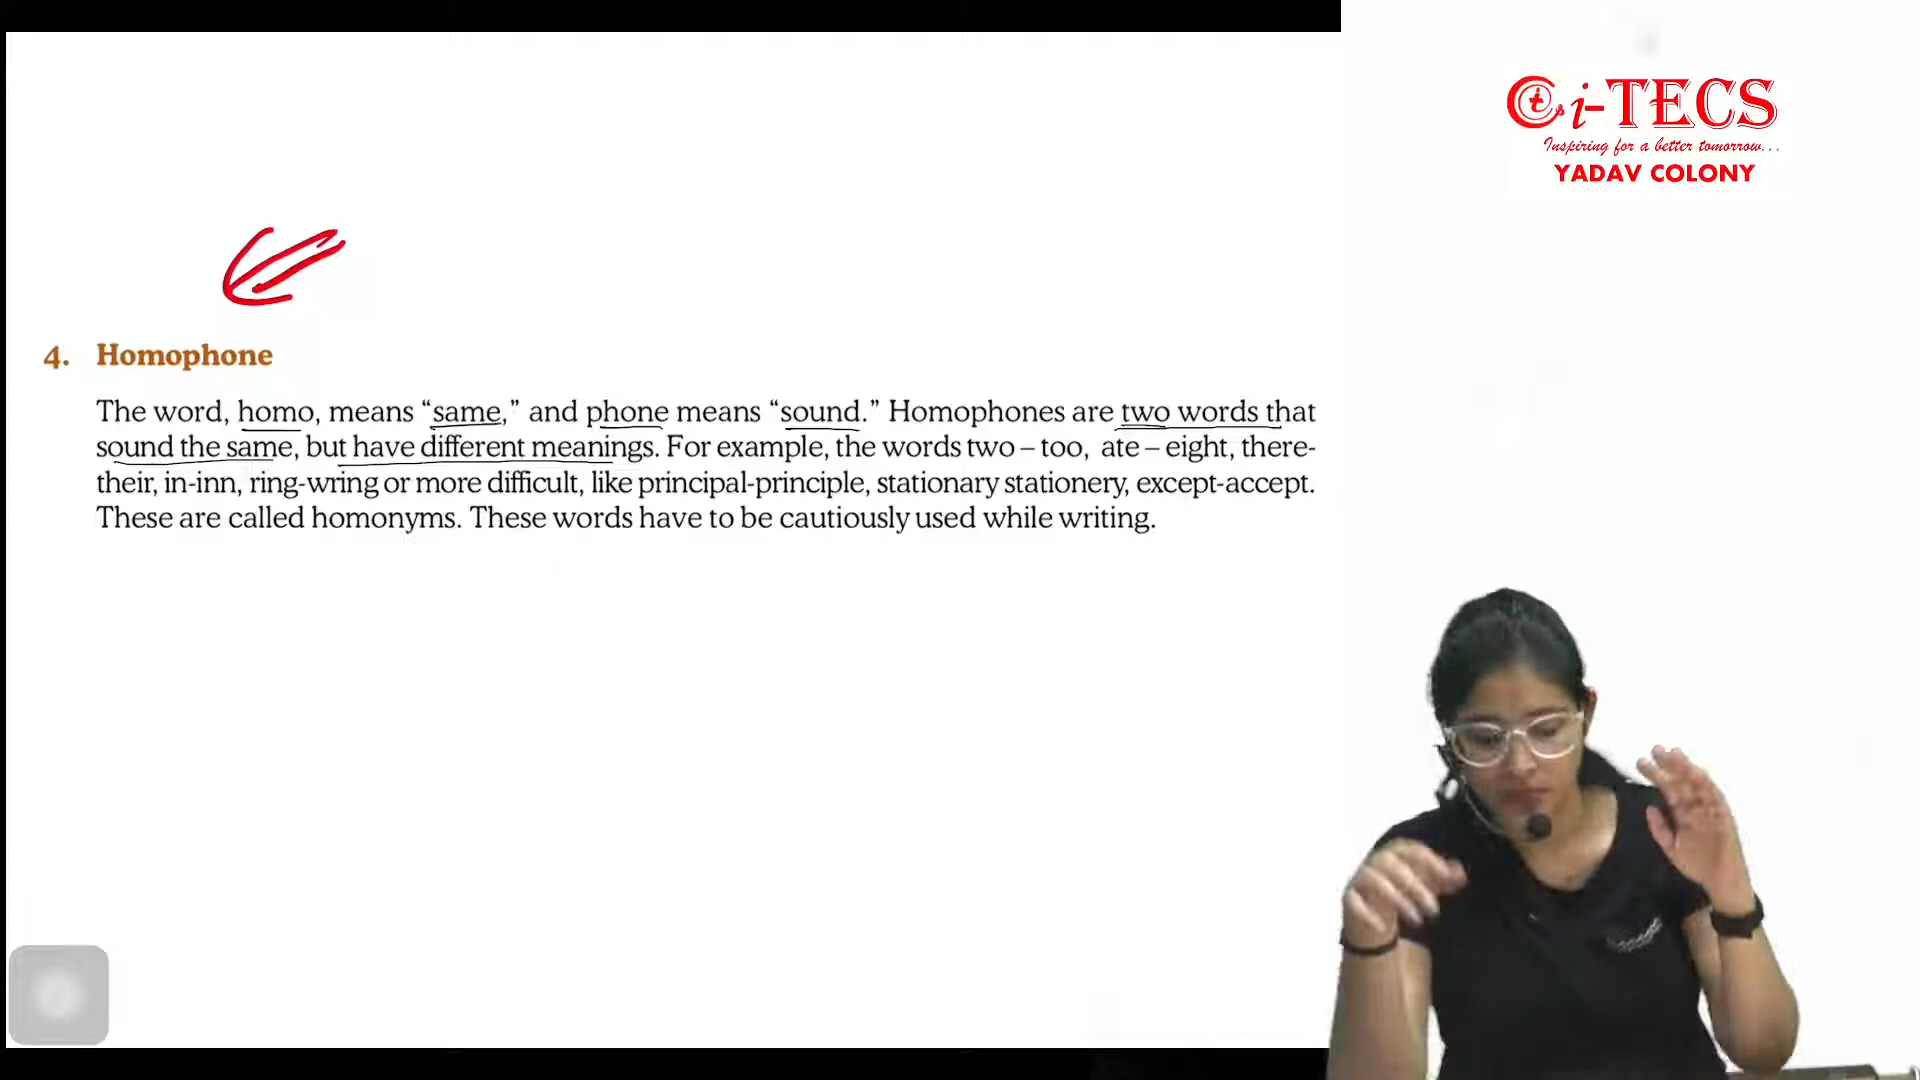 i-TECS
Inspiring for a better tomorrow...
YADAV COLONY
4. Homophone
The word, homo, means “same,” and phone means “sound.” Homophones are two words that
sound the same, but have different meanings. For example, the words two – too, ate – eight, there-
their, in-inn, ring-wring or more difficult, like principal-principle, stationary stationery, except-accept.
These are called homonyms. These words have to be cautiously used while writing.